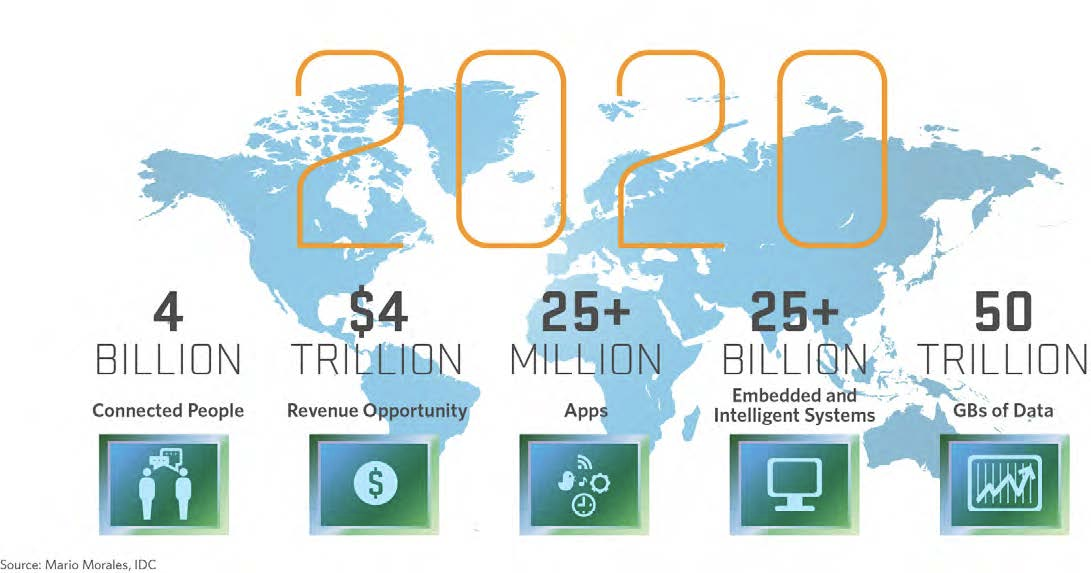 2020
4
BILLION
Connected People
$4
TRILLION
Revenue Opportunity
25+
MILLION
Apps
25+
BILLION
Embedded and
Intelligent Systems
50
TRILLION
GBs of Data
$
Source: Mario Morales, IDC